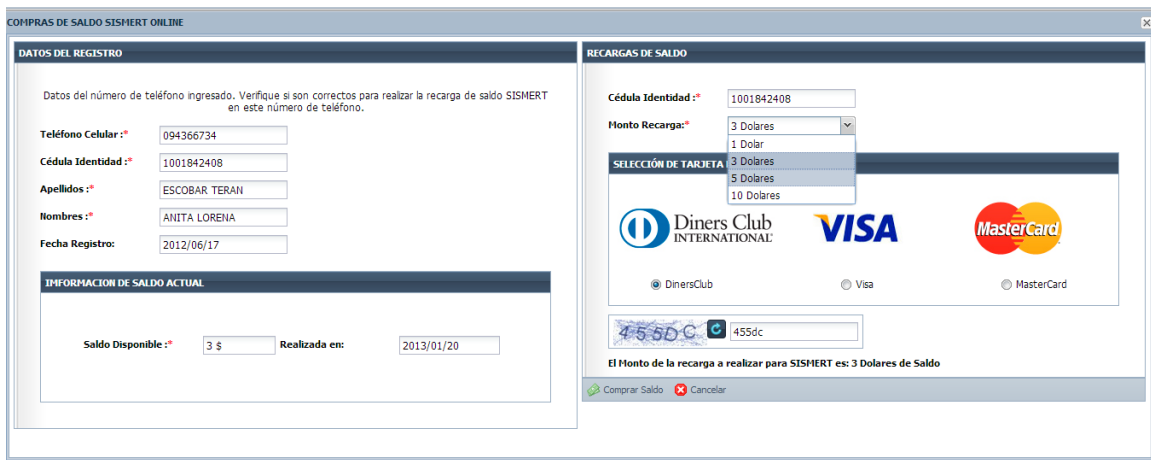 COMPRAS DE SALDO SISMERT ONLINE
DATOS DEL REGISTRO
Datos del número de teléfono ingresado. Verifique si son correctos para realizar la recarga de saldo SISMERT
en este número de teléfono.
Teléfono Celular :* 094366734
Cédula Identidad :* 1001842408
Apellidos :* ESCOBAR TERAN
Nombres :* ANITA LORENA
Fecha Registro: 2012/06/17
IMFORMACION DE SALDO ACTUAL
Saldo Disponible :* 3 $ Realizada en: 2013/01/20
RECARGAS DE SALDO
Cédula Identidad :* 1001842408
Monto Recarga:* 3 Dolares
1 Dolar
3 Dolares
5 Dolares
10 Dolares
SELECCIÓN DE TARJETA
Diners Club
INTERNATIONAL
VISA
MasterCard
DinersClub Visa MasterCard
455DC 455dc
El Monto de la recarga a realizar para SISMERT es: 3 Dolares de Saldo
Comprar Saldo Cancelar